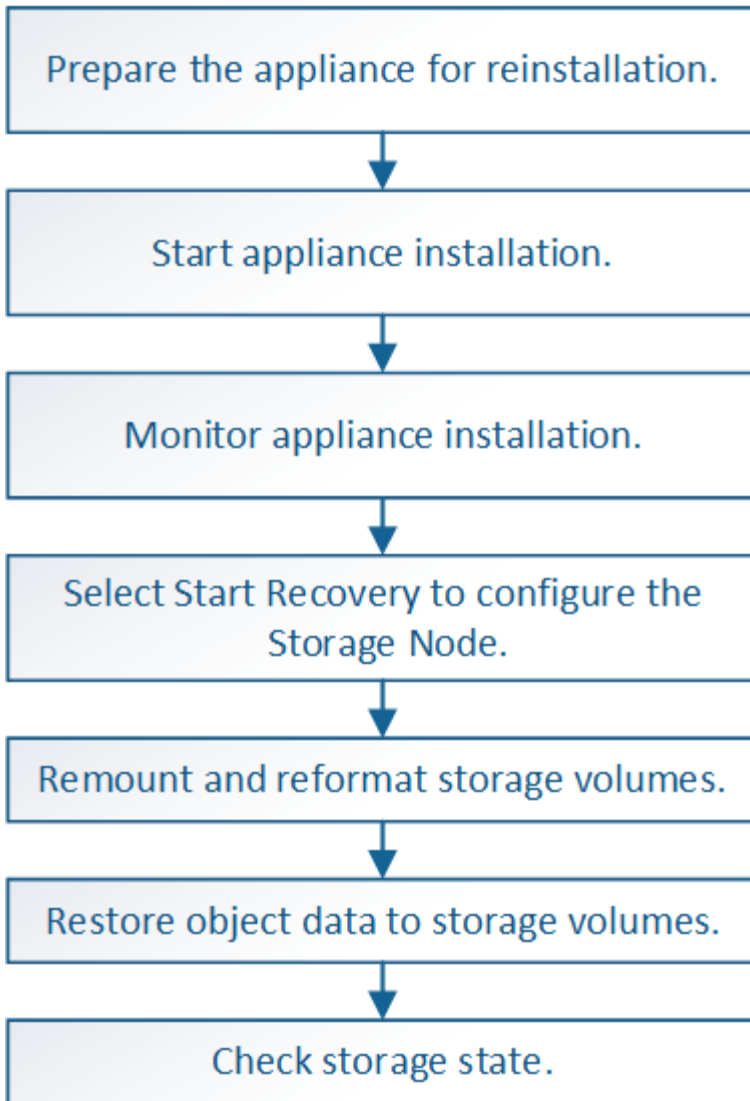 Prepare the appliance for reinstallation.
Start appliance installation.
Monitor appliance installation.
Select Start Recovery to configure the
Storage Node.
Remount and reformat storage volumes.
Restore object data to storage volumes.
Check storage state.